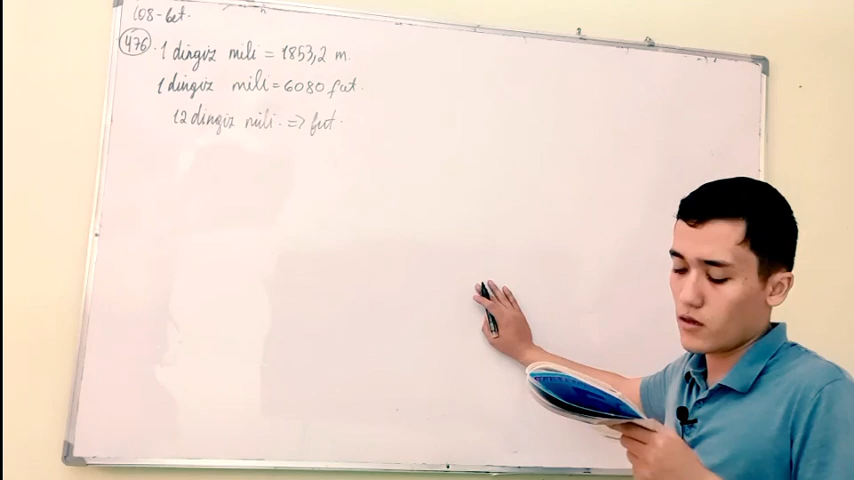 108-bet.
476. 1 dingiz mili = 1853,2 m.
1 dingiz mili = 6080 fut.
12 dingiz mili. => fut.